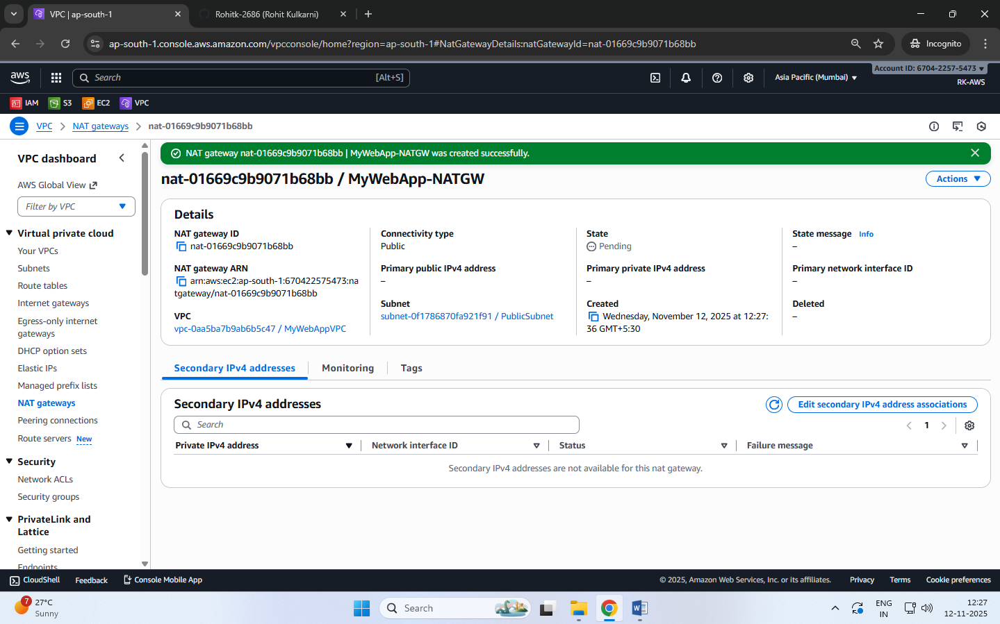 VPC | ap-south-1
Rohitk-2686 (Rohit Kulkarni)
ap-south-1.console.aws.amazon.com/vpcconsole/home?region=ap-south-1#NatGatewayDetails:natGatewayId=nat-01669c9b9071b68bb
Incognito
aws
Search
[Alt+S]
Asia Pacific (Mumbai)
Account ID: 6704-2257-5473
RK-AWS
IAM
S3
EC2
VPC
VPC
NAT gateways
nat-01669c9b9071b68bb
VPC dashboard
AWS Global View
Filter by VPC
Virtual private cloud
Your VPCs
Subnets
Route tables
Internet gateways
Egress-only internet
gateways
DHCP option sets
Elastic IPs
Managed prefix lists
NAT gateways
Peering connections
Route servers New
Security
Network ACLs
Security groups
PrivateLink and
Lattice
Getting started
Endpoints
NAT gateway nat-01669c9b9071b68bb | MyWebApp-NATGW was created successfully.
nat-01669c9b9071b68bb / MyWebApp-NATGW
Actions
Details
NAT gateway ID
nat-01669c9b9071b68bb
NAT gateway ARN
arn:aws:ec2:ap-south-1:670422575473:na
tgateway/nat-01669c9b9071b68bb
VPC
vpc-0aa5ba7b9ab6b5c47 / MyWebAppVPC
Connectivity type
Public
Primary public IPv4 address
–
Subnet
subnet-0f1786870fa921f91 / PublicSubnet
State
Pending
Primary private IPv4 address
–
Created
Wednesday, November 12, 2025 at 12:27:
36 GMT+5:30
State message Info
–
Primary network interface ID
–
Deleted
–
Secondary IPv4 addresses
Monitoring
Tags
Secondary IPv4 addresses
Edit secondary IPv4 address associations
Search
1
Private IPv4 address
Network interface ID
Status
Failure message
Secondary IPv4 addresses are not available for this nat gateway.
CloudShell
Feedback
Console Mobile App
© 2025, Amazon Web Services, Inc. or its affiliates.
Privacy
Terms
Cookie preferences
7
27°C
Sunny
Search
ENG
IN
12:27
12-11-2025